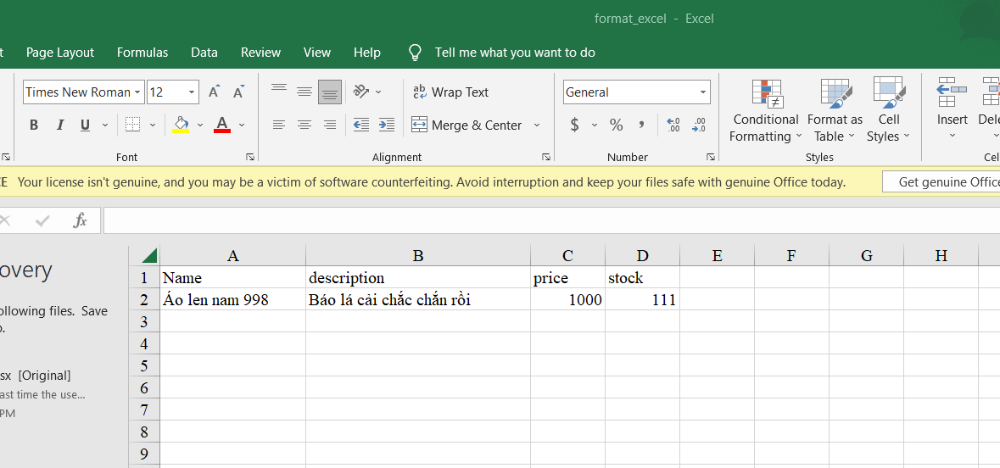 format_excel - Excel
t Page Layout Formulas Data Review View Help Tell me what you want to do
Times New Roman 12 A A ab Wrap Text General
B I U A Merge & Center $ % , .00 .00
Conditional Formatting Format as Table Cell Styles Insert Dele
Font Alignment Number Styles Cel
CE Your license isn't genuine, and you may be a victim of software counterfeiting. Avoid interruption and keep your files safe with genuine Office today. Get genuine Office
fx
A B C D E F G H
overy
1 Name description price stock
2 Áo len nam 998 Báo lá cải chắc chắn rồi 1000 111
ollowing files. Save
3
o.
4
5
sx [Original]
ast time the use...
6
PM
7
8
9